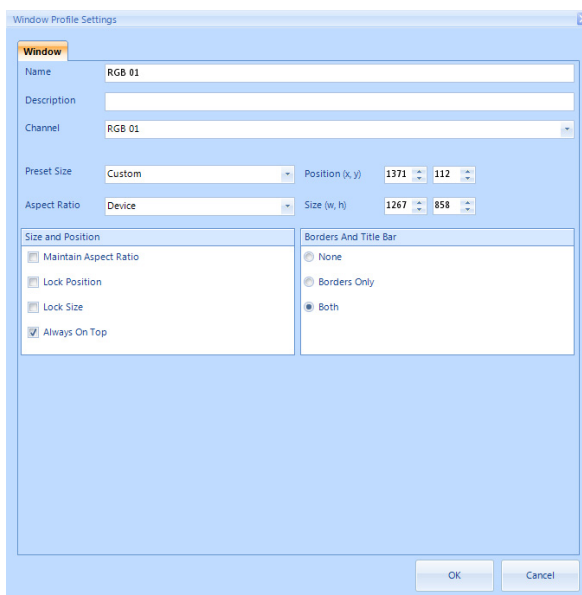 Window Profile Settings
Window
Name RGB 01
Description
Channel RGB 01
Preset Size Custom Position (x, y) 1371 112
Aspect Ratio Device Size (w, h) 1267 858
Size and Position Borders And Title Bar
Maintain Aspect Ratio None
Lock Position Borders Only
Lock Size Both
Always On Top
OK Cancel